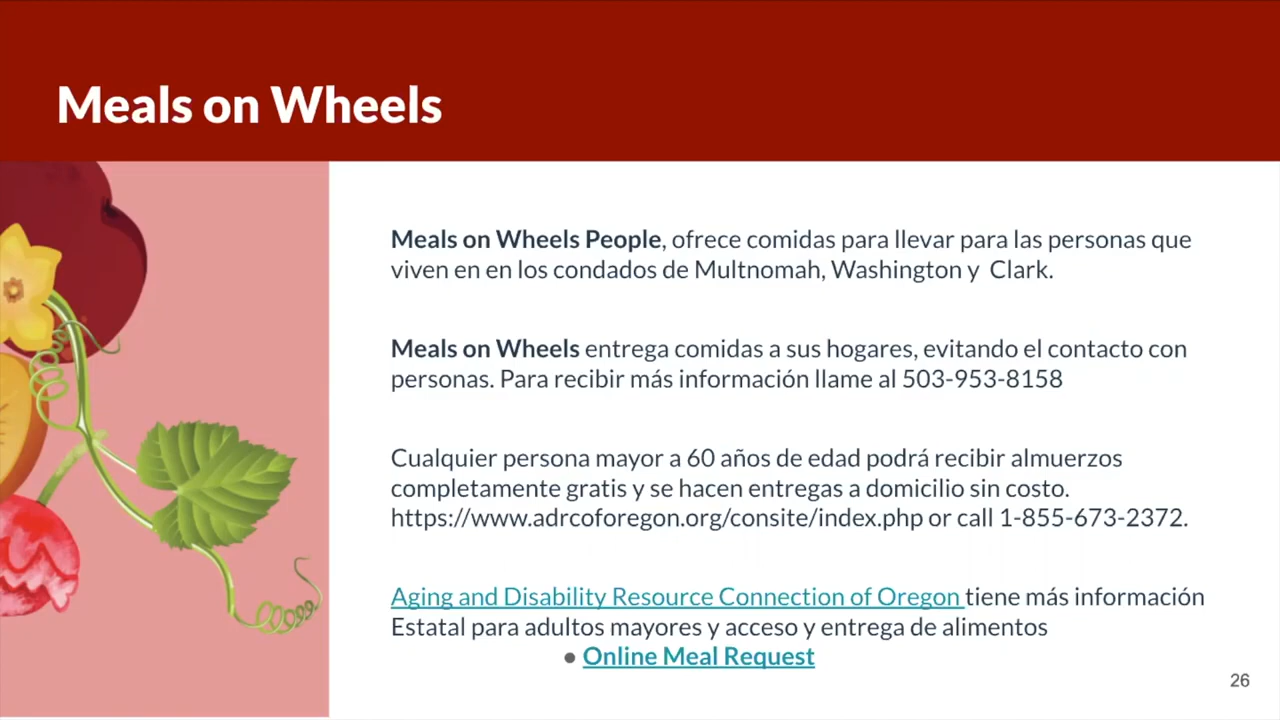 Meals on Wheels
Meals on Wheels People, ofrece comidas para llevar para las personas que
viven en en los condados de Multnomah, Washington y  Clark.
Meals on Wheels entrega comidas a sus hogares, evitando el contacto con
personas. Para recibir más información llame al 503-953-8158
Cualquier persona mayor a 60 años de edad podrá recibir almuerzos
completamente gratis y se hacen entregas a domicilio sin costo.
https://www.adrcoforegon.org/consite/index.php or call 1-855-673-2372.
Aging and Disability Resource Connection of Oregon tiene más información
Estatal para adultos mayores y acceso y entrega de alimentos
● Online Meal Request
26